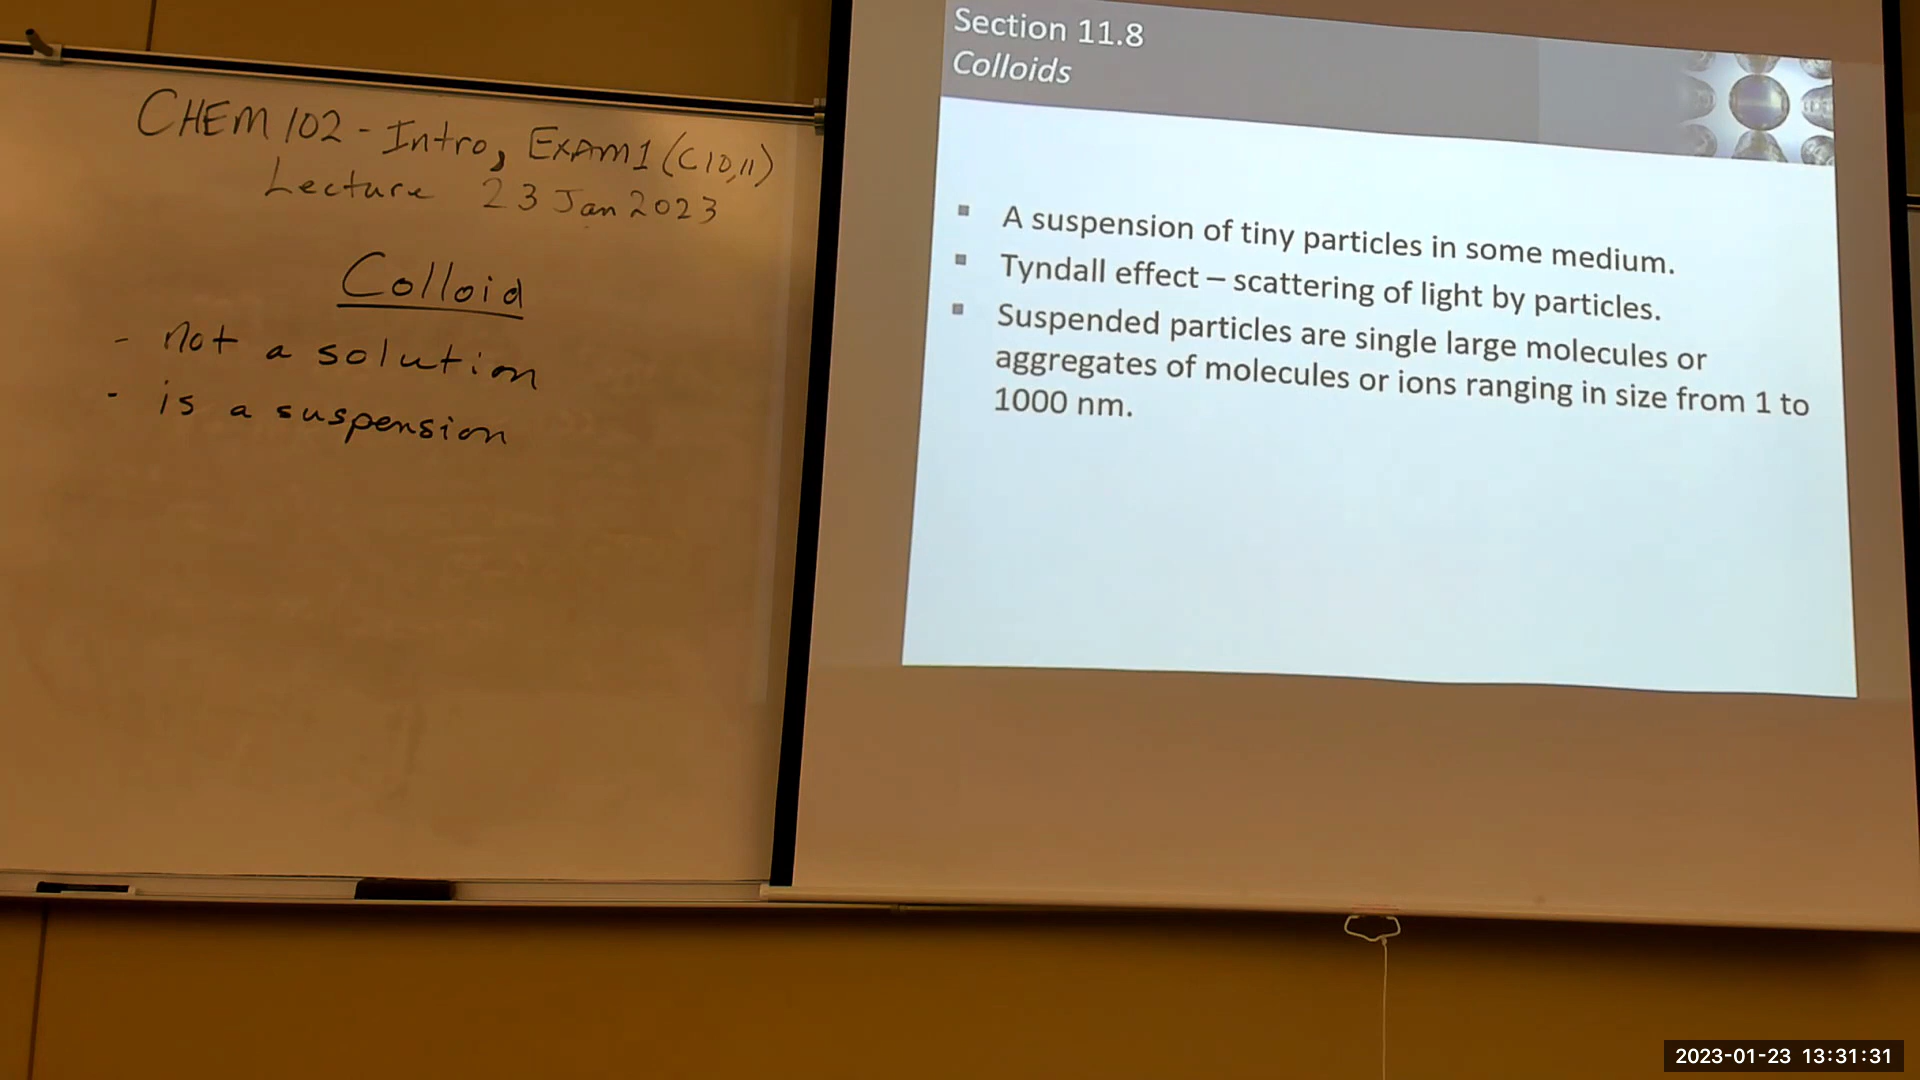 CHEM 102 - Intro, EXAM1 (C10,11)
Lecture 23 Jan 2023
Colloid
- not a solution
- is a suspension
Section 11.8
Colloids
▪ A suspension of tiny particles in some medium.
▪ Tyndall effect – scattering of light by particles.
▪ Suspended particles are single large molecules or
aggregates of molecules or ions ranging in size from 1 to
1000 nm.
2023-01-23 13:31:31